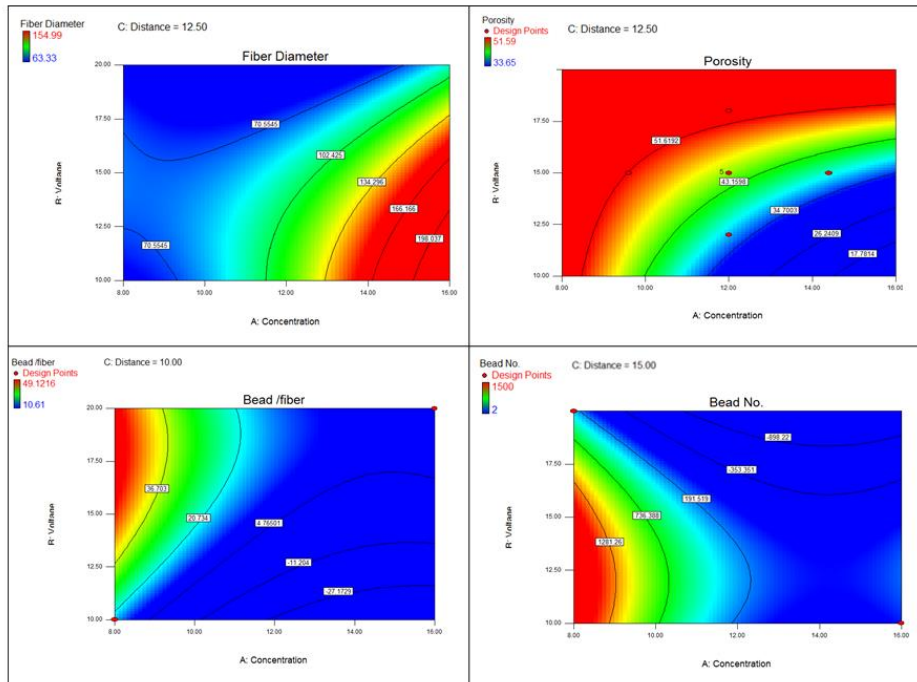 Fiber Diameter
154.99
63.33
C: Distance = 12.50
Fiber Diameter
20.00
17.50
15.00
12.50
10.00
B: Voltage
70.5545
102.425
134.296
166.166
198.037
70.5545
8.00 10.00 12.00 14.00 16.00
A: Concentration
Porosity
Design Points
51.59
33.65
C: Distance = 12.50
Porosity
17.50
15.00
12.50
10.00
B: Voltage
51.6192
5
43.1598
34.7003
26.2409
17.7814
8.00 10.00 12.00 14.00 16.00
A: Concentration
Bead /fiber
Design Points
49.1216
10.61
C: Distance = 10.00
Bead /fiber
20.00
17.50
15.00
12.50
10.00
B: Voltage
36.703
20.734
4.76501
-11.204
-27.1729
8.00 10.00 12.00 14.00 16.00
A: Concentration
Bead No.
Design Points
1500
2
C: Distance = 15.00
Bead No.
20.00
17.50
15.00
12.50
10.00
B: Voltage
-898.22
-353.351
191.519
736.388
1281.26
8.00 10.00 12.00 14.00 16.00
A: Concentration